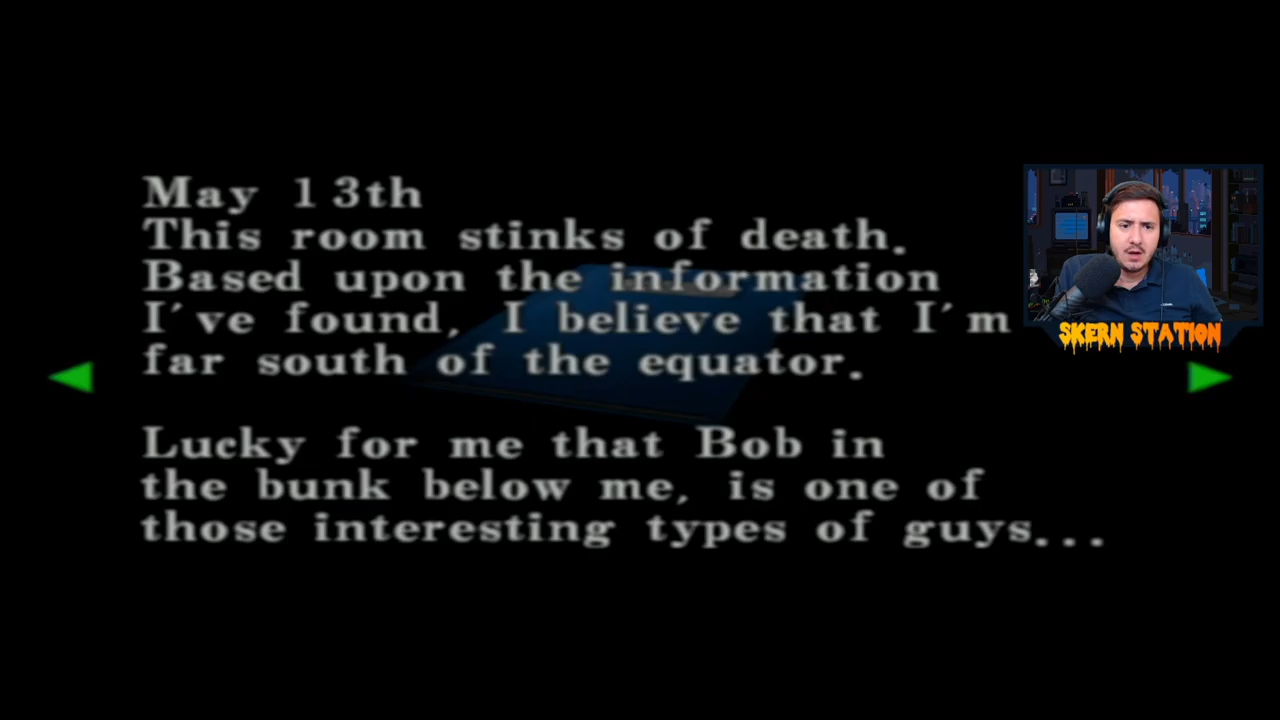 May 13th
This room stinks of death.
Based upon the information
I've found, I believe that I'm
far south of the equator.
Lucky for me that Bob in
the bunk below me, is one of
those interesting types of guys...
SKERN STATION